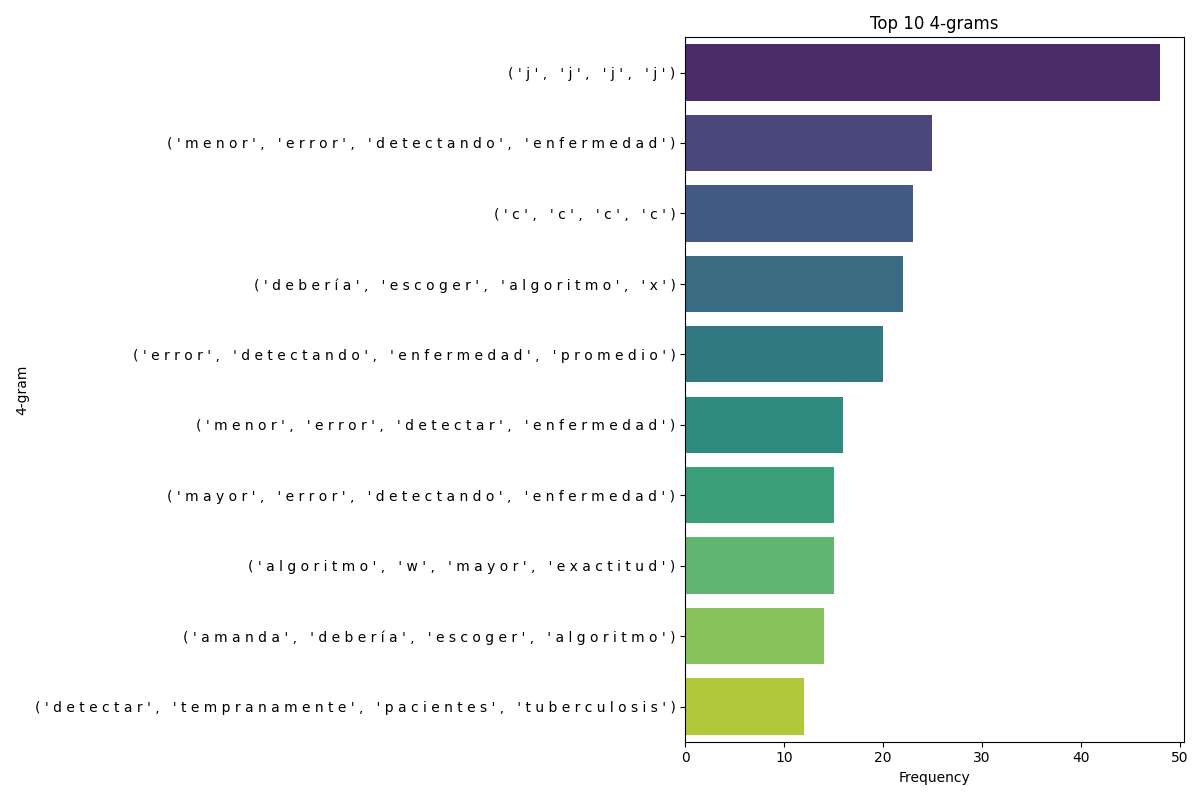 Top 10 4-grams
('j', 'j', 'j', 'j')
('menor', 'error', 'detectando', 'enfermedad')
('c', 'c', 'c', 'c')
('debería', 'escoger', 'algoritmo', 'x')
('error', 'detectando', 'enfermedad', 'promedio')
('menor', 'error', 'detectar', 'enfermedad')
('mayor', 'error', 'detectando', 'enfermedad')
('algoritmo', 'w', 'mayor', 'exactitud')
('amanda', 'debería', 'escoger', 'algoritmo')
('detectar', 'tempranamente', 'pacientes', 'tuberculosis')
4-gram
0 10 20 30 40 50
Frequency